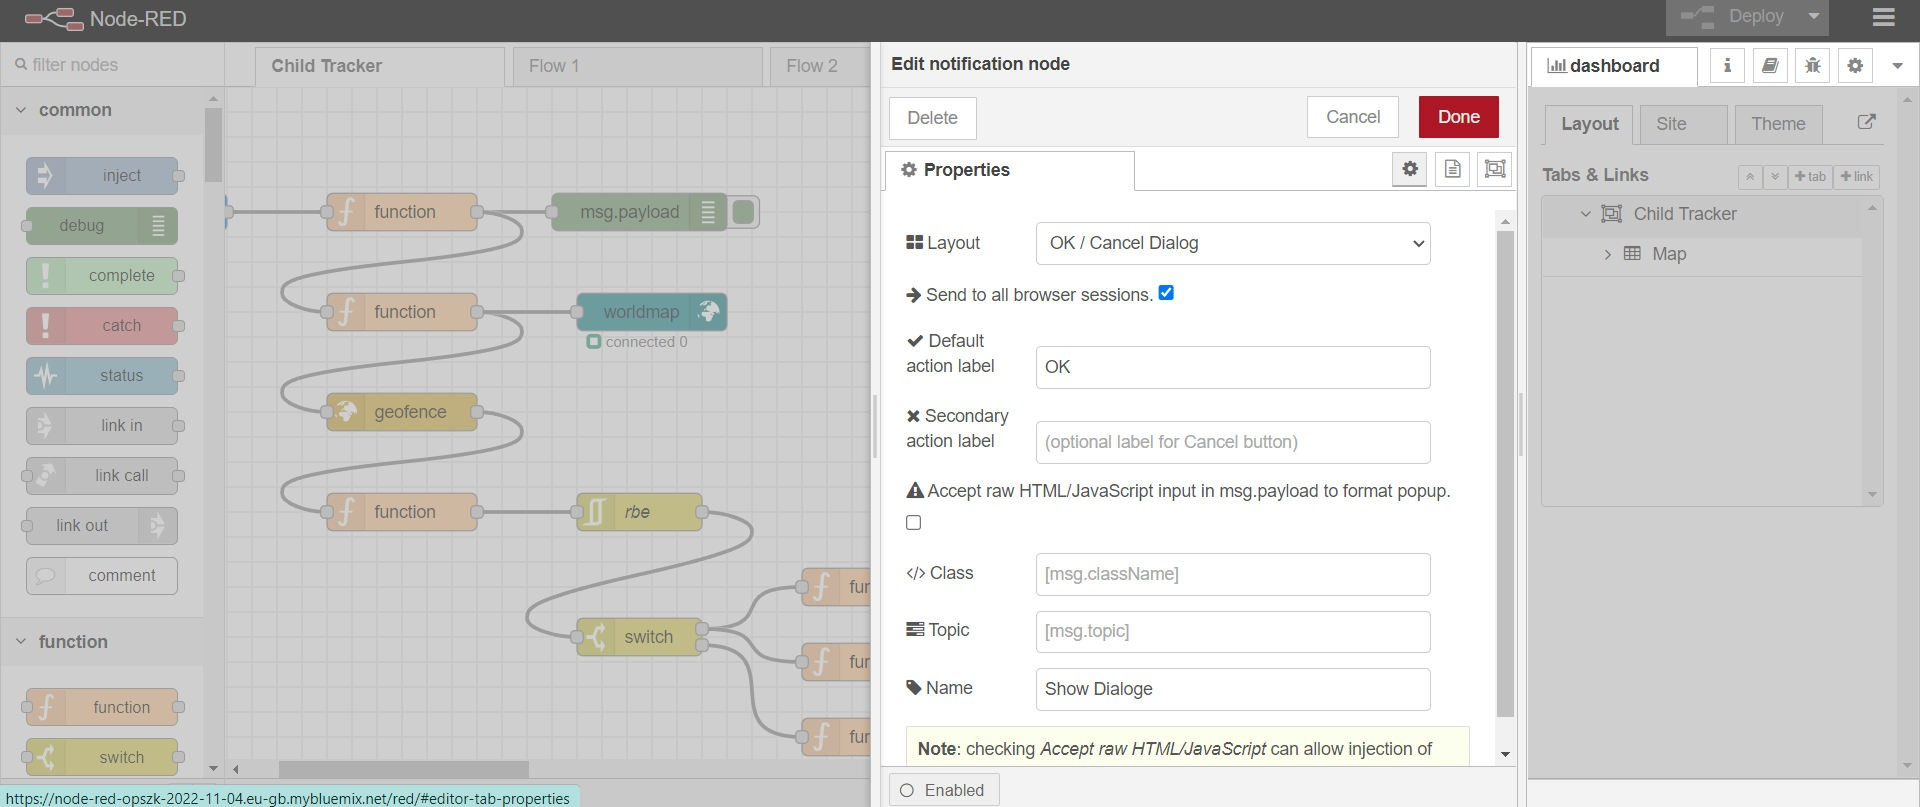 Node-RED
Deploy
filter nodes
Child Tracker
Flow 1
Flow 2
common
inject
debug
complete
catch
status
link in
link call
link out
comment
function
function
switch
function
msg.payload
function
worldmap
connected 0
geofence
function
rbe
switch
fur
fur
fur
https://node-red-opszk-2022-11-04.eu-gb.mybluemix.net/red/#editor-tab-properties
Edit notification node
Delete
Cancel
Done
Properties
Layout
OK / Cancel Dialog
Send to all browser sessions.
Default
action label
OK
Secondary
action label
(optional label for Cancel button)
Accept raw HTML/JavaScript input in msg.payload to format popup.
</> Class
[msg.className]
Topic
[msg.topic]
Name
Show Dialoge
Note: checking Accept raw HTML/JavaScript can allow injection of
Enabled
dashboard
i
Layout
Site
Theme
Tabs & Links
+ tab
+ link
Child Tracker
Map